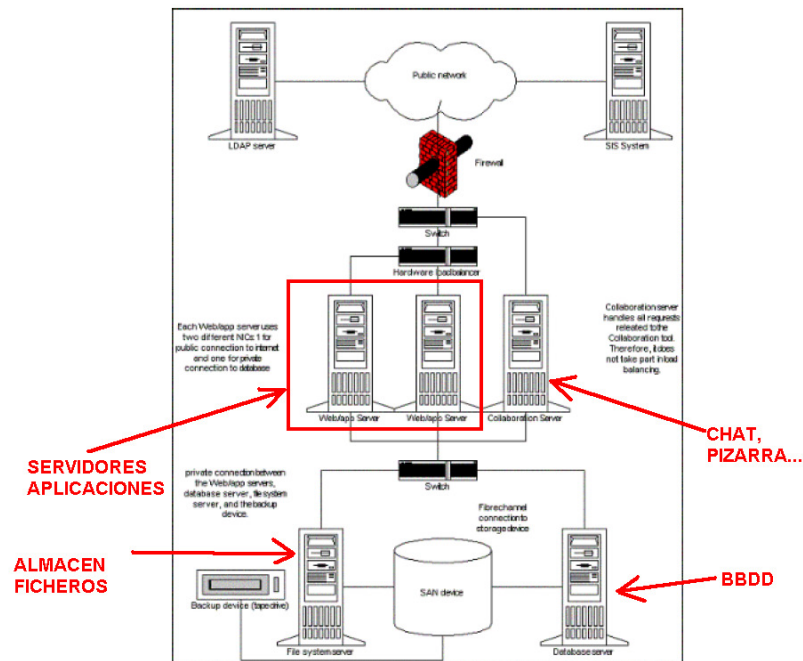 Public network
LDAP server
SIS System
Firewall
Switch
Hardware loadbalancer
Each Web/app server uses
two different NICs 1 for
public connection to internet
and one for private
connection to database
Collaboration server
handles all requests
releated to the
Collaboration tool.
Therefore, it does
not take part in load
balancing.
Web/app Server
Web/app Server
Collaboration Server
SERVIDORES
APLICACIONES
CHAT,
PIZARRA...
private connection between
the Web/app servers,
database server, file system
server, and the backup
device.
Switch
Fibre channel
connection to
storage device
ALMACEN
FICHEROS
BBDD
Backup device (tape drive)
SAN device
File system server
Database server